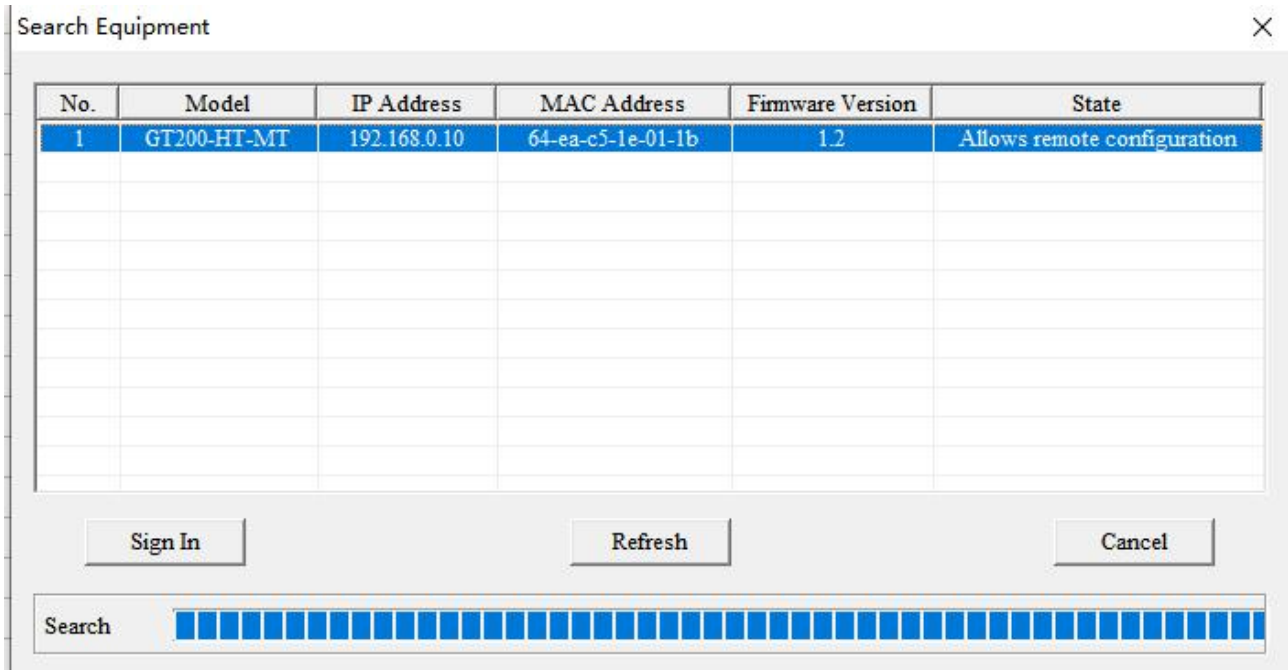 Search Equipment
No. Model IP Address MAC Address Firmware Version State
1 GT200-HT-MT 192.168.0.10 64-ea-c5-1e-01-1b 1.2 Allows remote configuration
Sign In Refresh Cancel
Search